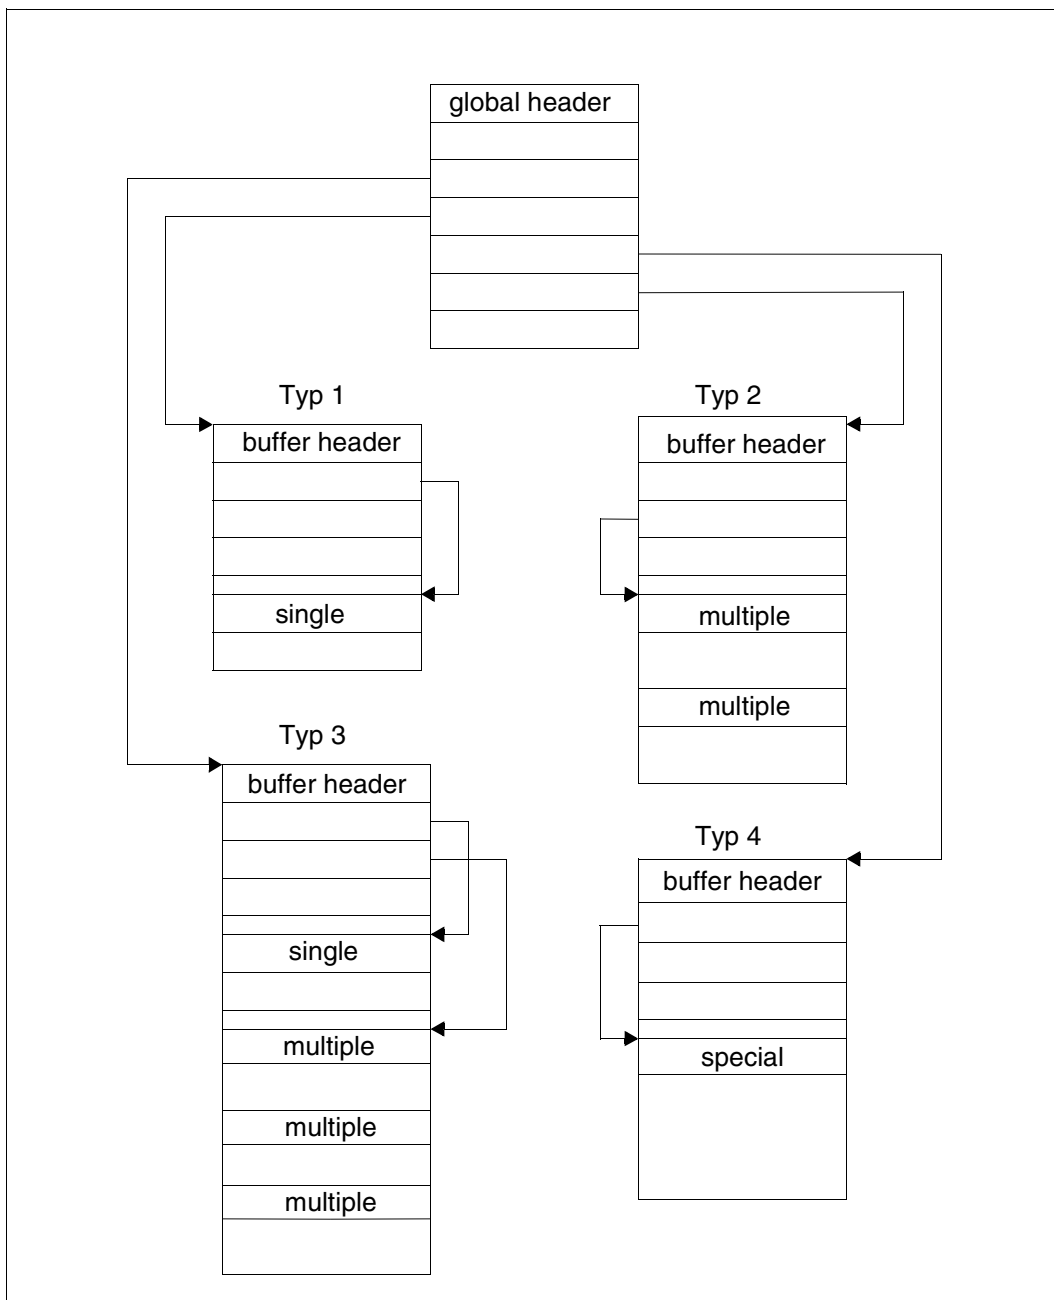 global header
Typ 1
buffer header
single
Typ 2
buffer header
multiple
multiple
Typ 3
buffer header
single
multiple
multiple
multiple
Typ 4
buffer header
special